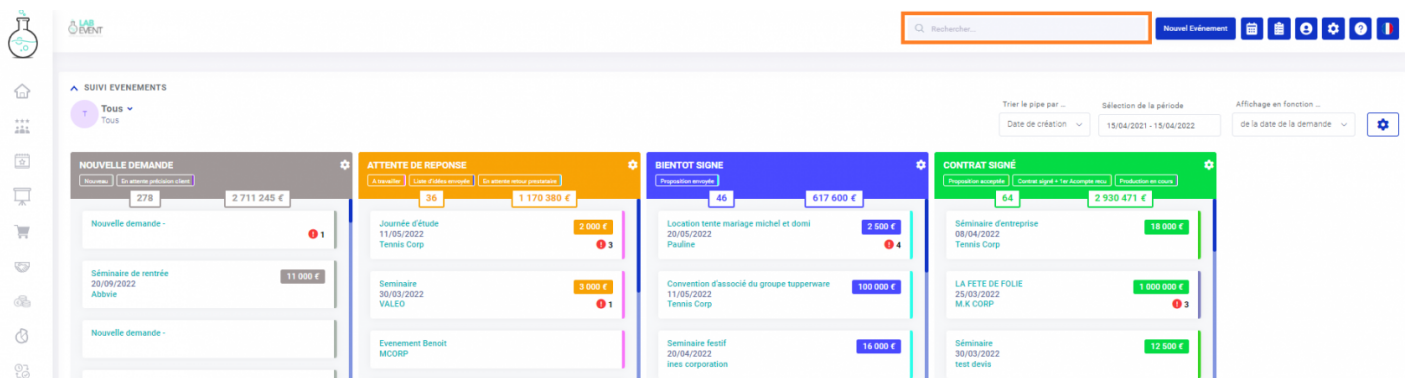 LAB
EVENT
Rechercher...
Nouvel Evénement
?
SUIVI EVENEMENTS
T
Tous
Tous
Trier le pipe par ...
Date de création
Sélection de la période
15/04/2021 - 15/04/2022
Affichage en fonction ...
de la date de la demande
NOUVELLE DEMANDE
Nouveau
En attente précision client
278
2 711 245 €
Nouvelle demande -
1
Séminaire de rentrée
20/09/2022
Abbvie
11 000 €
Nouvelle demande -
ATTENTE DE REPONSE
A travailler
Liste d'idées envoyée
En attente retour prestataire
36
1 170 380 €
Journée d'étude
11/05/2022
Tennis Corp
2 000 €
3
Seminaire
30/03/2022
VALEO
3 000 €
1
Evenement Benoit
MCORP
BIENTOT SIGNE
Proposition envoyée
46
617 600 €
Location tente mariage michel et domi
20/05/2022
Pauline
2 500 €
4
Convention d'associé du groupe tupperware
11/05/2022
Tennis Corp
100 000 €
Seminaire festif
20/04/2022
ines corporation
16 000 €
CONTRAT SIGNÉ
Proposition acceptée
Contrat signé + 1er Acompte recu
Production en cours
64
2 930 471 €
Séminaire d'entreprise
08/04/2022
Tennis Corp
18 000 €
LA FETE DE FOLIE
25/03/2022
M.K CORP
1 000 000 €
3
Séminaire
30/03/2022
test devis
12 500 €